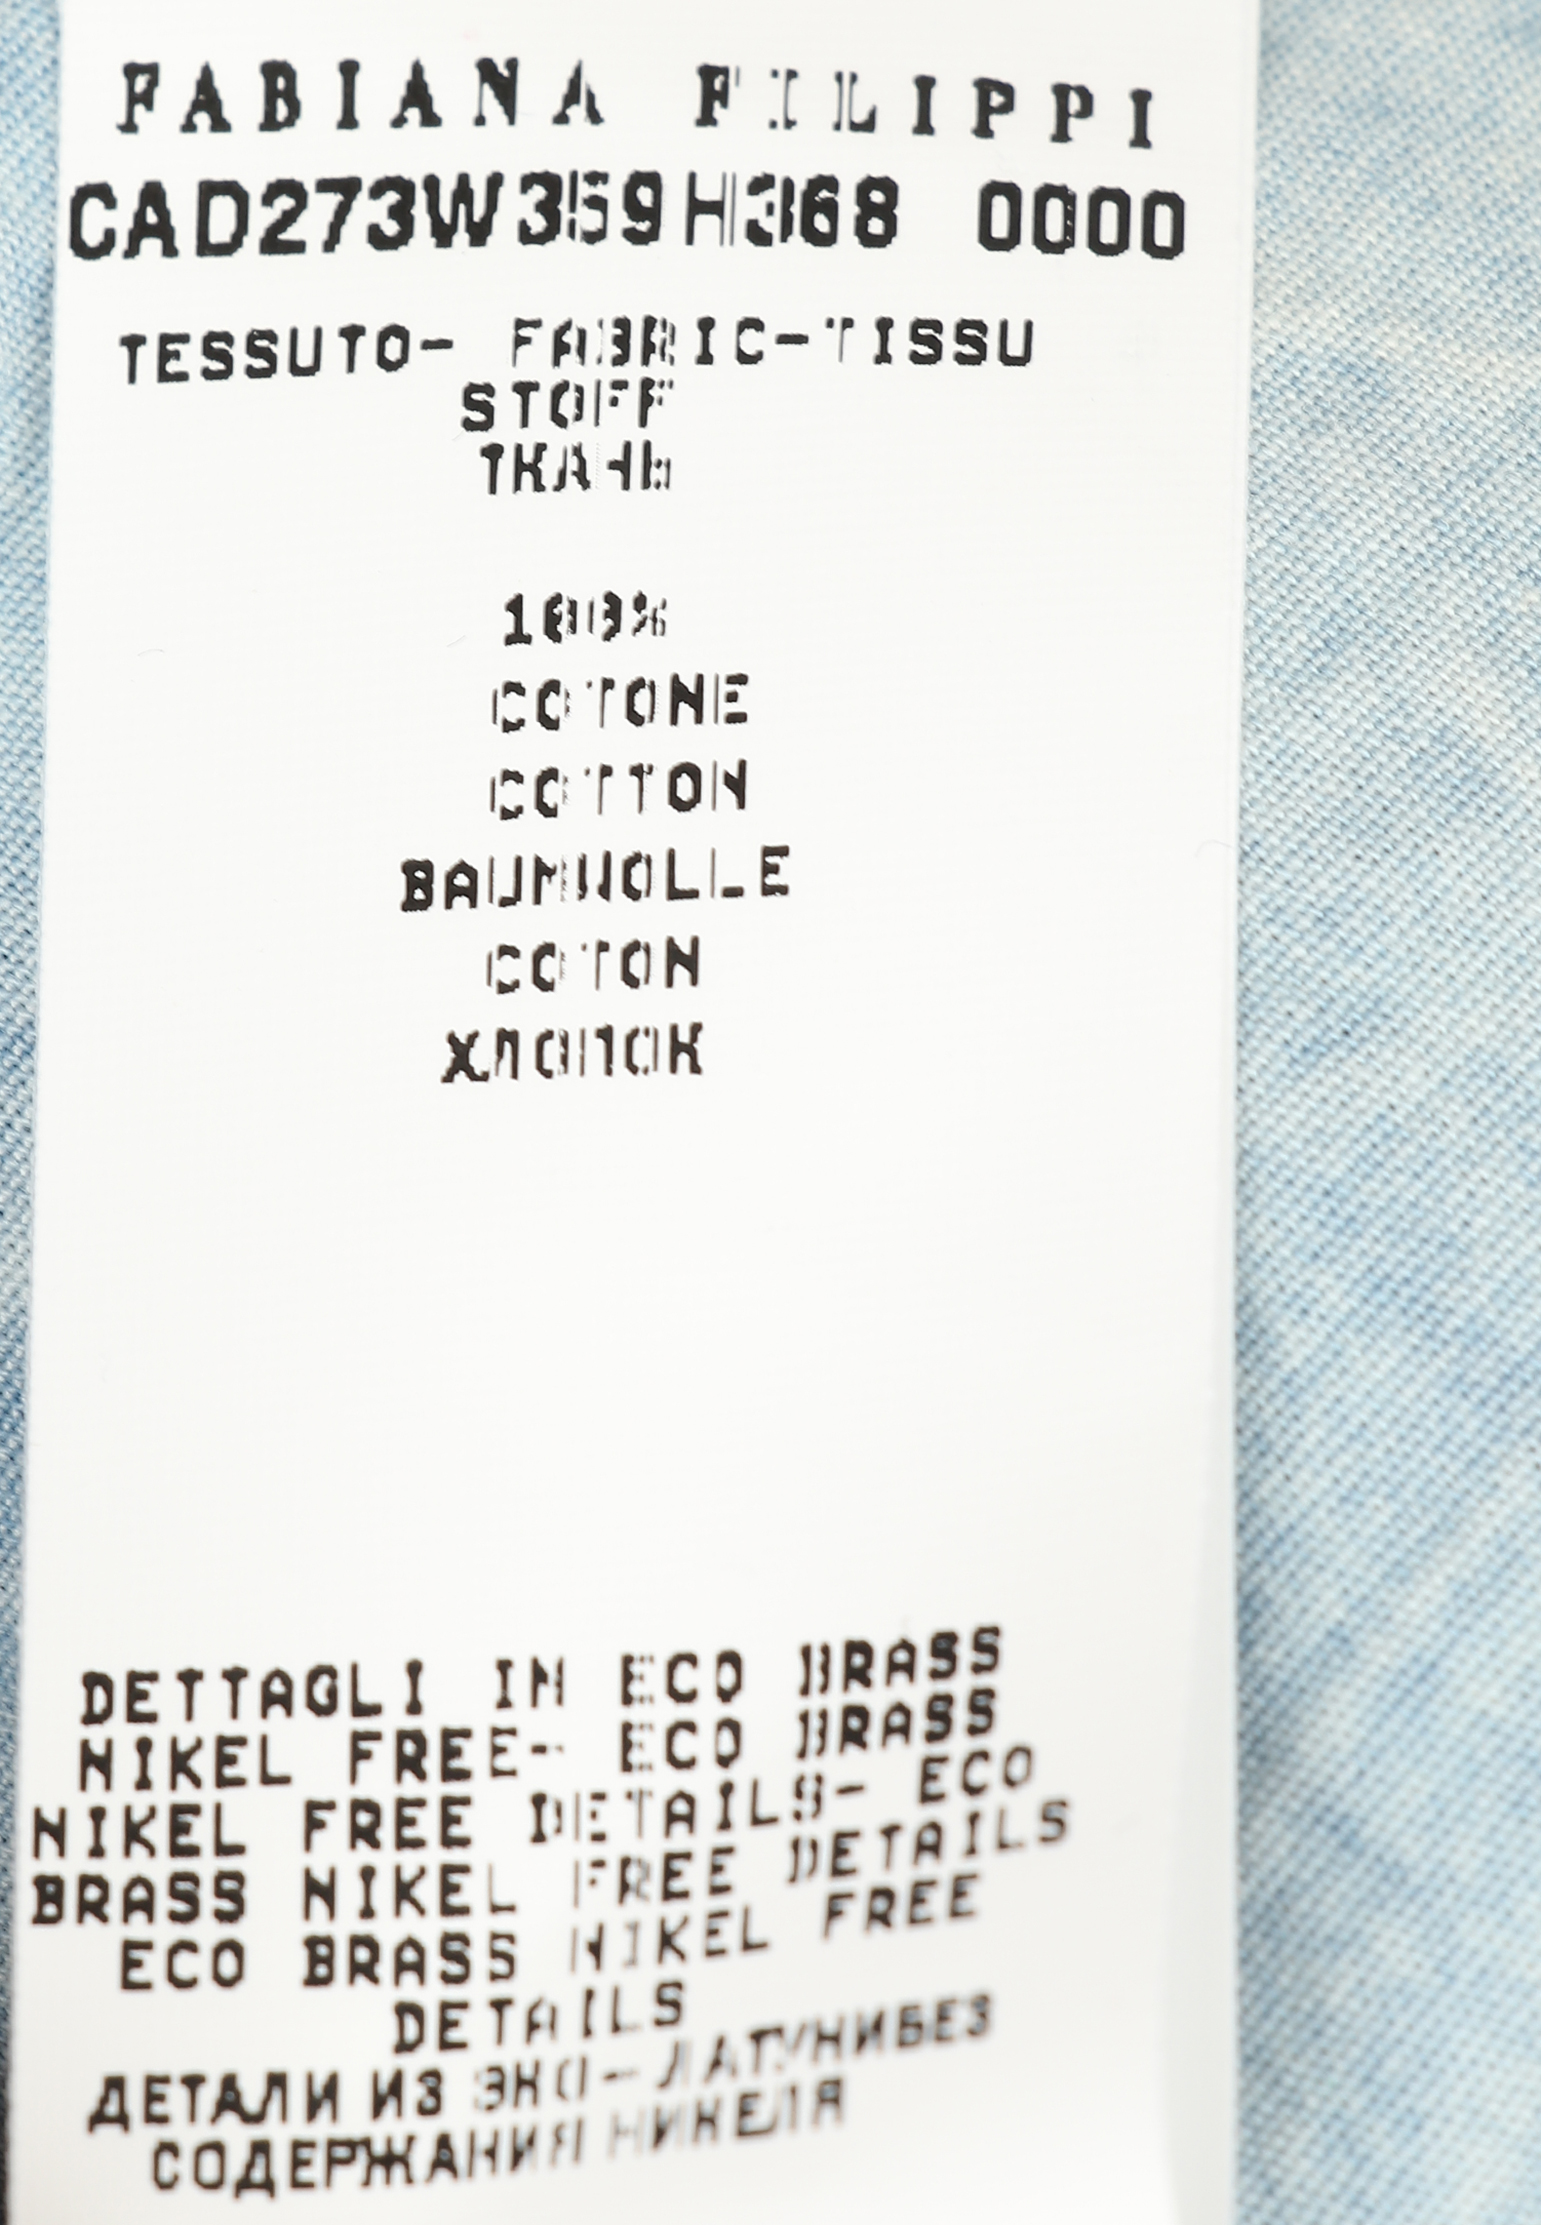 FABIANA FILIPPI
CAD273W359H368 0000
TESSUTO- FABRIC-TISSU
STOFF
ТКАНЬ
100%
COTONE
COTTON
BAUMWOLLE
COTON
ХЛОПОК
DETTAGLI IN ECO BRASS
NIKEL FREE- ECO BRASS
NIKEL FREE DETAILS- ECO
BRASS NIKEL FREE DETAILS
ECO BRASS NIKEL FREE
DETAILS
ДЕТАЛИ ИЗ ЭКО-ЛАТУНИБЕЗ
СОДЕРЖАНИЯ НИКЕЛЯ